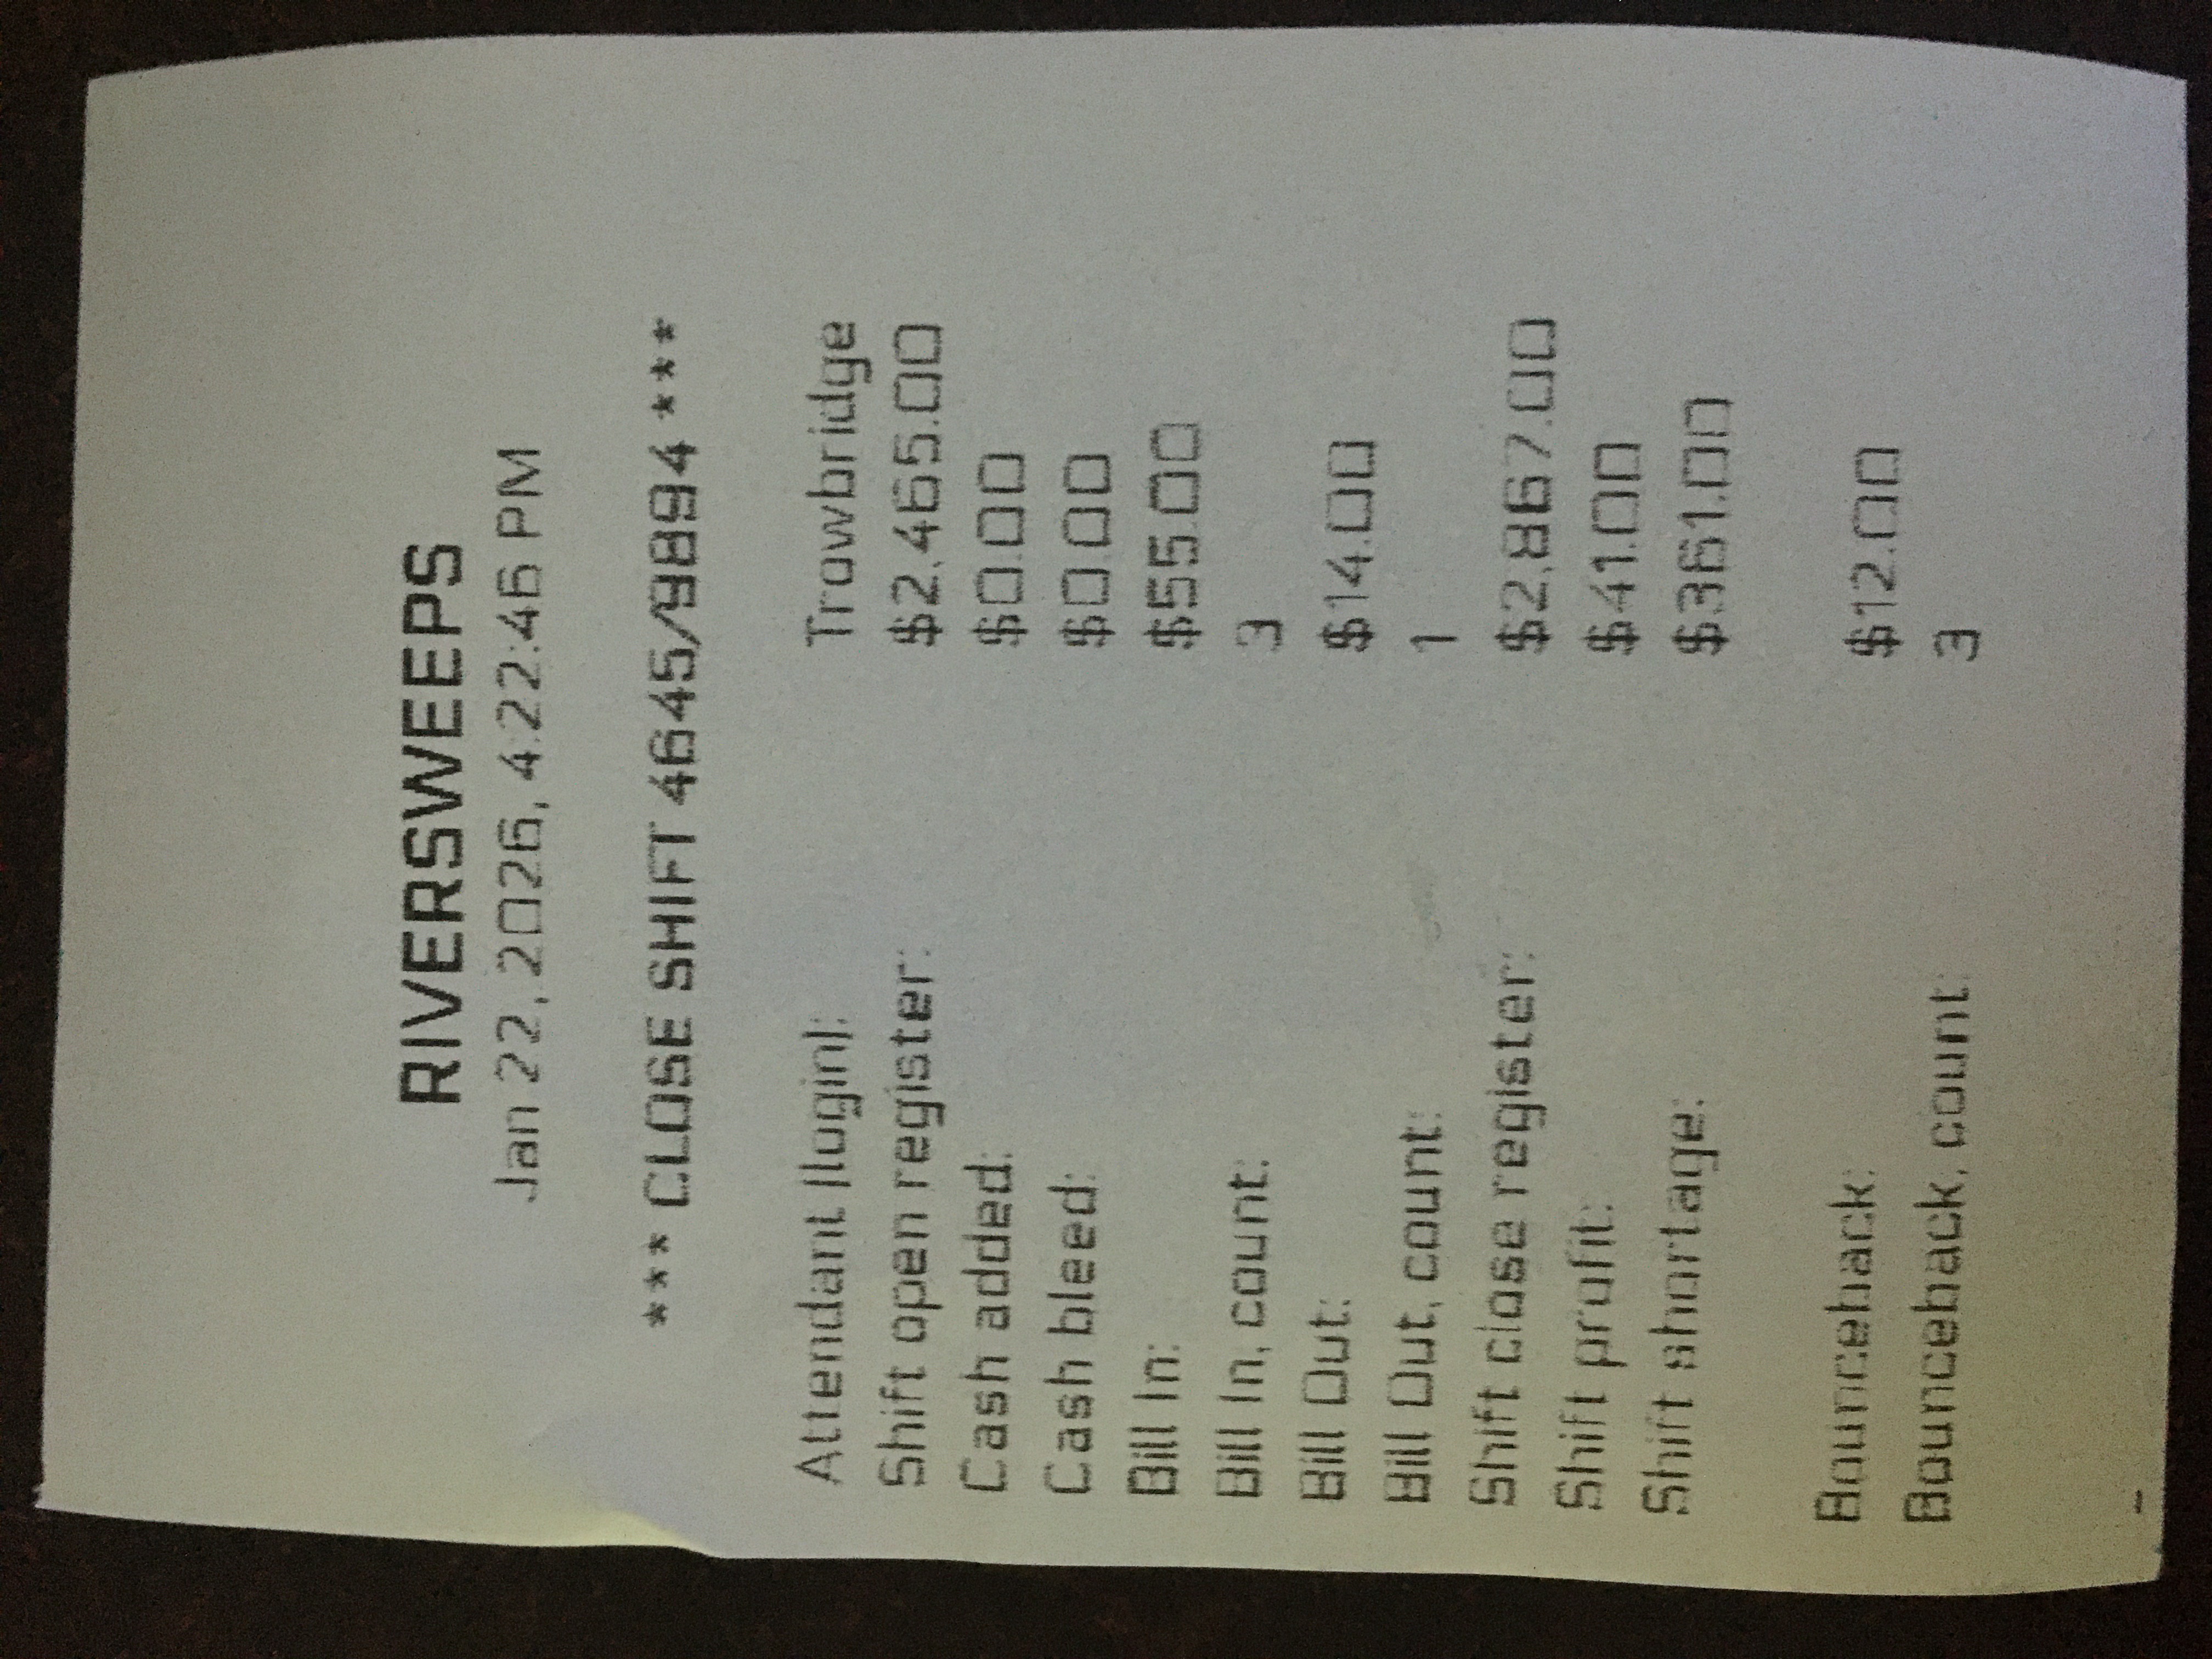 RIVERSWEEPS
Jan 22, 2026, 4:22:46 PM
*** CLOSE SHIFT 4645/9894 ***
Attendant (login): Trowbridge
Shift open register: $2,465.00
Cash added: $0.00
Cash bleed: $0.00
Bill In: $55.00
Bill In, count: 3
Bill Out: $14.00
Bill Out, count: 1
Shift close register: $2,867.00
Shift profit: $41.00
Shift shortage: $361.00
Bounceback: $12.00
Bounceback, count: 3